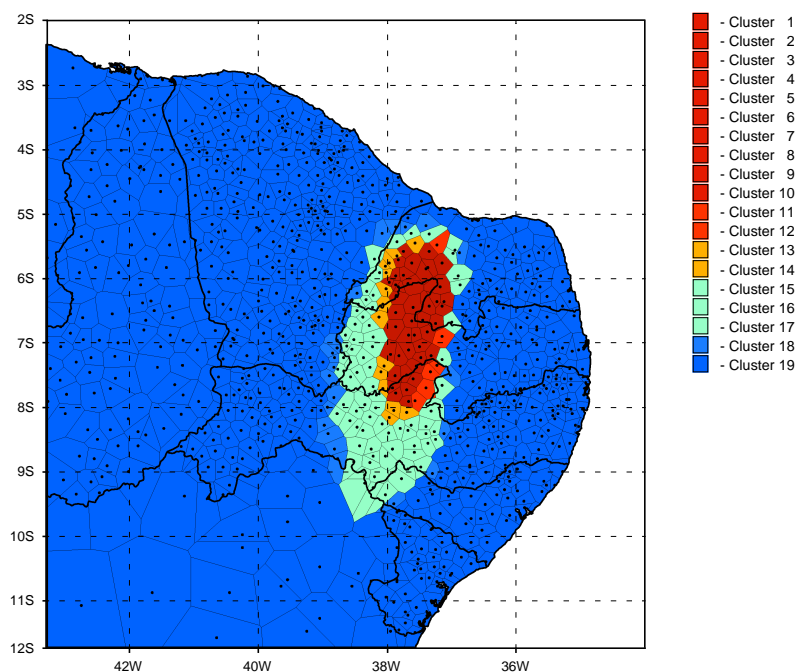 2S
3S
4S
5S
6S
7S
8S
9S
10S
11S
12S
42W
40W
38W
36W
- Cluster 1
- Cluster 2
- Cluster 3
- Cluster 4
- Cluster 5
- Cluster 6
- Cluster 7
- Cluster 8
- Cluster 9
- Cluster 10
- Cluster 11
- Cluster 12
- Cluster 13
- Cluster 14
- Cluster 15
- Cluster 16
- Cluster 17
- Cluster 18
- Cluster 19